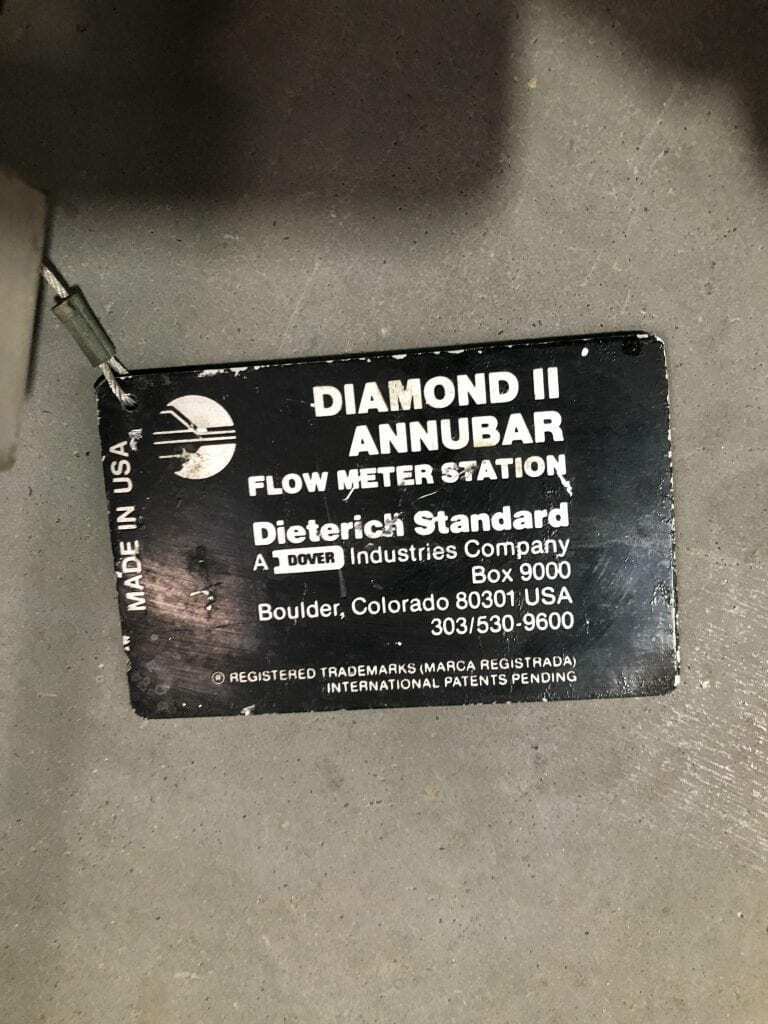 DIAMOND II
ANNUBAR
FLOW METER STATION
Dieterich Standard
A DOVER Industries Company
Box 9000
Boulder, Colorado 80301 USA
303/530-9600
® REGISTERED TRADEMARKS (MARCA REGISTRADA)
INTERNATIONAL PATENTS PENDING
MADE IN USA